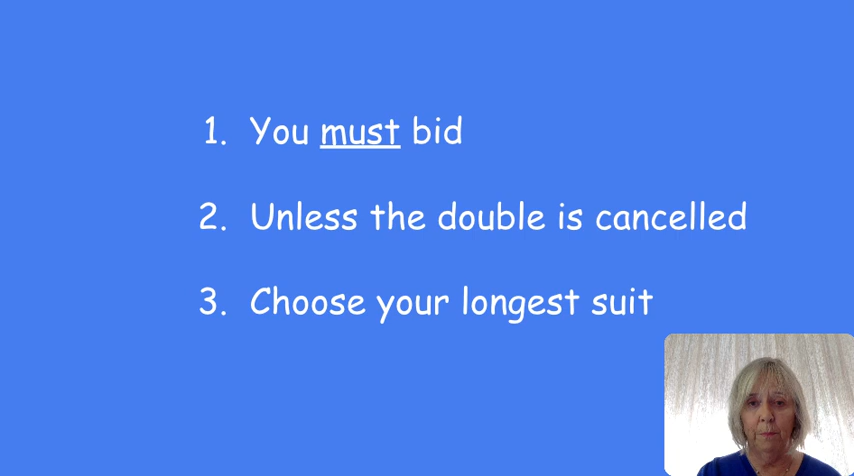 1. You must bid
2. Unless the double is cancelled
3. Choose your longest suit